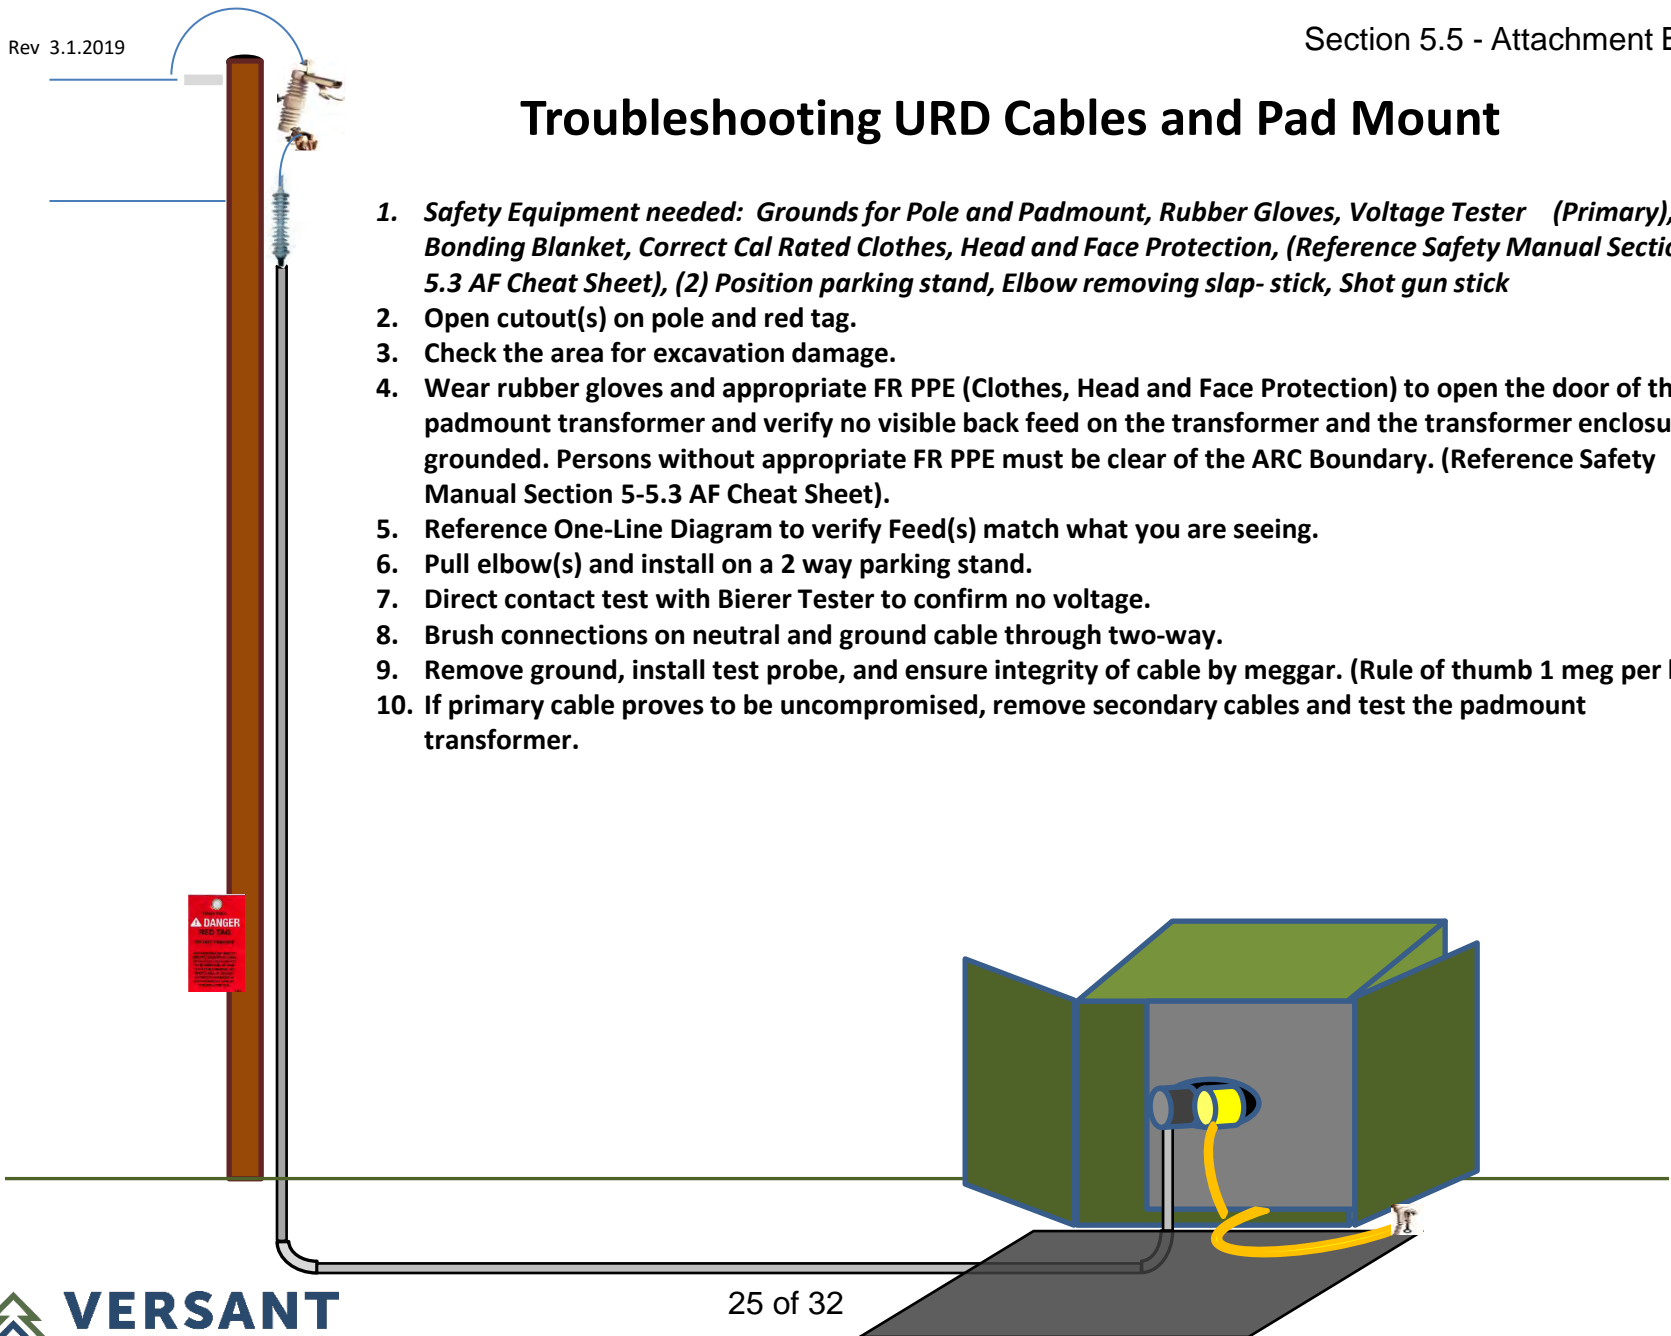 Rev 3.1.2019
Section 5.5 - Attachment
Troubleshooting URD Cables and Pad Mount
1. Safety Equipment needed: Grounds for Pole and Padmount, Rubber Gloves, Voltage Tester (Primary),
Bonding Blanket, Correct Cal Rated Clothes, Head and Face Protection, (Reference Safety Manual Sectio
5.3 AF Cheat Sheet), (2) Position parking stand, Elbow removing slap- stick, Shot gun stick
2. Open cutout(s) on pole and red tag.
3. Check the area for excavation damage.
4. Wear rubber gloves and appropriate FR PPE (Clothes, Head and Face Protection) to open the door of th
padmount transformer and verify no visible back feed on the transformer and the transformer enclosu
grounded. Persons without appropriate FR PPE must be clear of the ARC Boundary. (Reference Safety
Manual Section 5-5.3 AF Cheat Sheet).
5. Reference One-Line Diagram to verify Feed(s) match what you are seeing.
6. Pull elbow(s) and install on a 2 way parking stand.
7. Direct contact test with Bierer Tester to confirm no voltage.
8. Brush connections on neutral and ground cable through two-way.
9. Remove ground, install test probe, and ensure integrity of cable by meggar. (Rule of thumb 1 meg per
10. If primary cable proves to be uncompromised, remove secondary cables and test the padmount
transformer.
DANGER
RED TAG
25 of 32
VERSANT